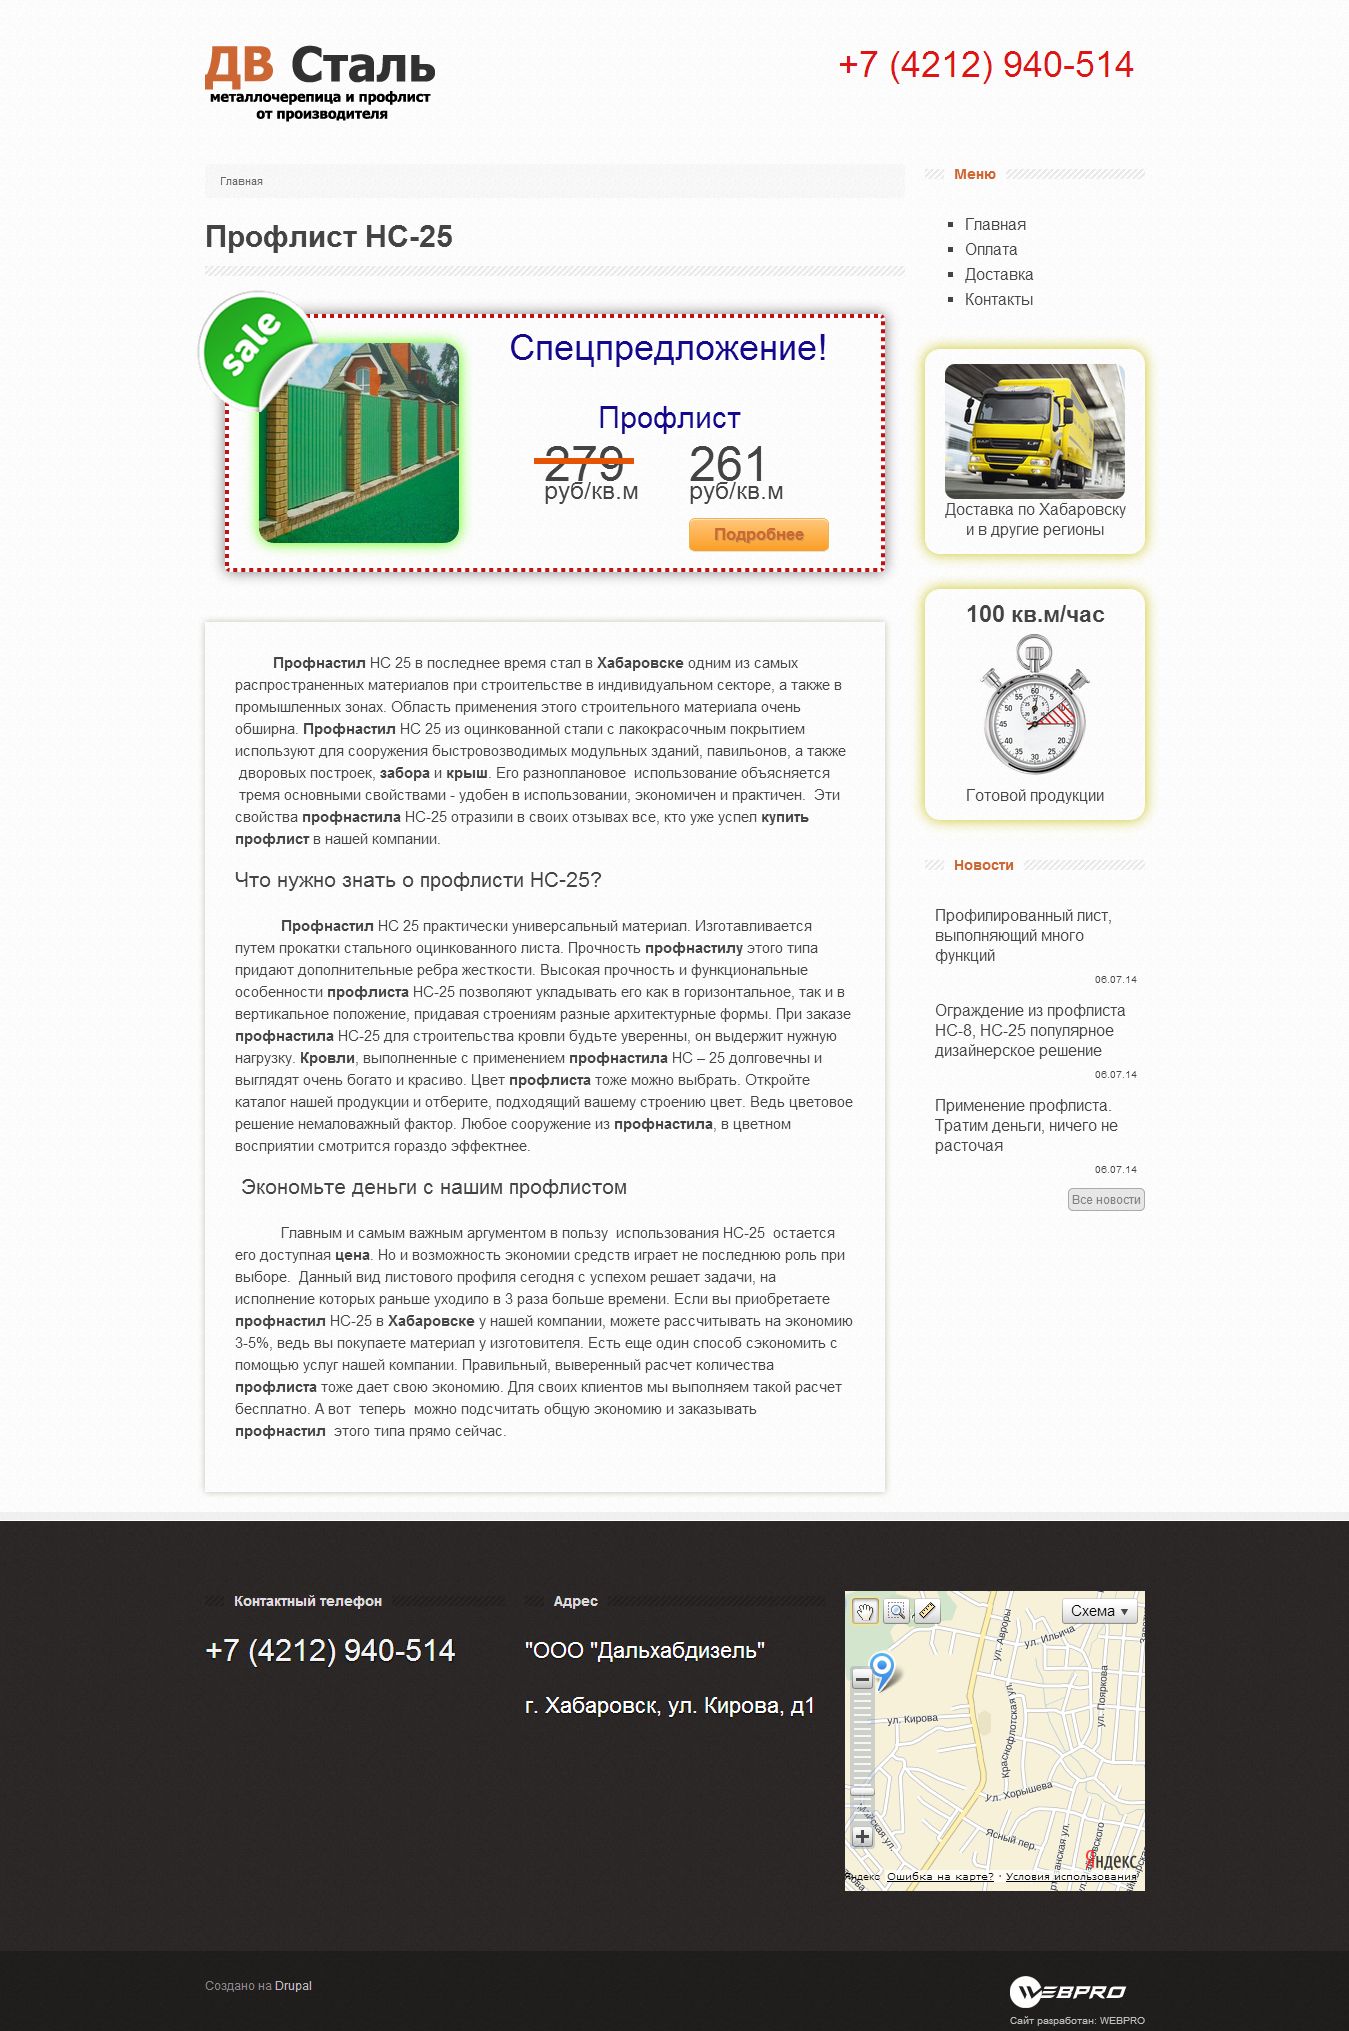 ДВ Сталь
металлочерепица и профлист
от производителя
+7 (4212) 940-514
Главная
Профлист НС-25
sale
Спецпредложение!
Профлист
279 261
руб/кв.м руб/кв.м
Подробнее
Профнастил НС 25 в последнее время стал в Хабаровске одним из самых
распространенных материалов при строительстве в индивидуальном секторе, а также в
промышленных зонах. Область применения этого строительного материала очень
обширна. Профнастил НС 25 из оцинкованной стали с лакокрасочным покрытием
используют для сооружения быстровозводимых модульных зданий, павильонов, а также
дворовых построек, забора и крыш. Его разноплановое  использование объясняется
тремя основными свойствами - удобен в использовании, экономичен и практичен.  Эти
свойства профнастила НС-25 отразили в своих отзывах все, кто уже успел купить
профлист в нашей компании.
Что нужно знать о профлисти НС-25?
Профнастил НС 25 практически универсальный материал. Изготавливается
путем прокатки стального оцинкованного листа. Прочность профнастилу этого типа
придают дополнительные ребра жесткости. Высокая прочность и функциональные
особенности профлиста НС-25 позволяют укладывать его как в горизонтальное, так и в
вертикальное положение, придавая строениям разные архитектурные формы. При заказе
профнастила НС-25 для строительства кровли будьте уверенны, он выдержит нужную
нагрузку. Кровли, выполненные с применением профнастила НС – 25 долговечны и
выглядят очень богато и красиво. Цвет профлиста тоже можно выбрать. Откройте
каталог нашей продукции и отберите, подходящий вашему строению цвет. Ведь цветовое
решение немаловажный фактор. Любое сооружение из профнастила, в цветном
восприятии смотрится гораздо эффектнее.
Экономьте деньги с нашим профлистом
Главным и самым важным аргументом в пользу  использования НС-25  остается
его доступная цена. Но и возможность экономии средств играет не последнюю роль при
выборе.  Данный вид листового профиля сегодня с успехом решает задачи, на
исполнение которых раньше уходило в 3 раза больше времени. Если вы приобретаете
профнастил НС-25 в Хабаровске у нашей компании, можете рассчитывать на экономию
3-5%, ведь вы покупаете материал у изготовителя. Есть еще один способ сэкономить с
помощью услуг нашей компании. Правильный, выверенный расчет количества
профлиста тоже дает свою экономию. Для своих клиентов мы выполняем такой расчет
бесплатно. А вот  теперь  можно подсчитать общую экономию и заказывать
профнастил  этого типа прямо сейчас.
Меню
Главная
Оплата
Доставка
Контакты
Доставка по Хабаровску
и в другие регионы
100 кв.м/час
Готовой продукции
Новости
Профилированный лист,
выполняющий много
функций
06.07.14
Ограждение из профлиста
НС-8, НС-25 популярное
дизайнерское решение
06.07.14
Применение профлиста.
Тратим деньги, ничего не
расточая
06.07.14
Все новости
Контактный телефон
+7 (4212) 940-514
Адрес
"ООО "Дальхабдизель"
г. Хабаровск, ул. Кирова, д1
Схема
ул. Авроры
ул. Ильича
ул. Пояркова
ул. Кирова
Краснофлотская ул.
ул. Хорышева
Ясный пер.
Яндекс
Ошибка на карте? · Условия использования
Создано на Drupal
WEBPRO
Сайт разработан: WEBPRO